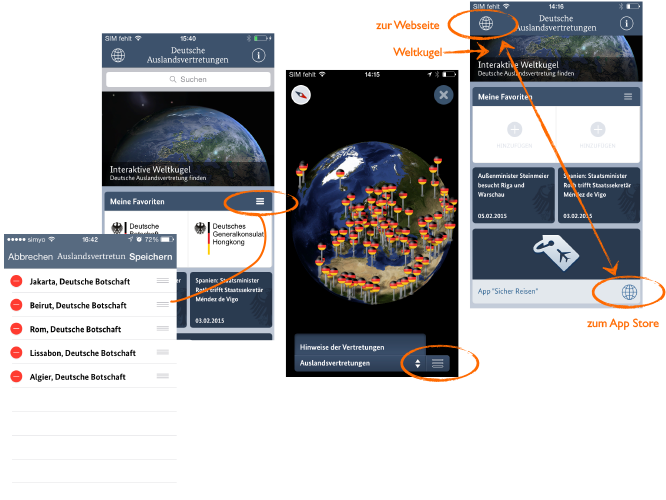 zur Webseite
Weltkugel
SIM fehlt
15:40
Deutsche
Auslandsvertretungen
Suchen
Interaktive Weltkugel
Deutsche Auslandsvertretung finden
Meine Favoriten
Deutsche
Botschaft
Deutsches
Generalkonsulat
Hongkong
Spanien: Staatsminister
Roth trifft Staatssekretär
Méndez de Vigo
03.02.2015
simyo
16:42
72%
Abbrechen
Auslandsvertretun
Speichern
Jakarta, Deutsche Botschaft
Beirut, Deutsche Botschaft
Rom, Deutsche Botschaft
Lissabon, Deutsche Botschaft
Algier, Deutsche Botschaft
SIM fehlt
14:15
Hinweise der Vertretungen
Auslandsvertretungen
SIM fehlt
14:16
Deutsche
Auslandsvertretungen
Interaktive Weltkugel
Deutsche Auslandsvertretung finden
Meine Favoriten
HINZUFÜGEN
HINZUFÜGEN
Außenminister Steinmeier
besucht Riga und
Warschau
05.02.2015
Spanien: Staatsminister
Roth trifft Staatssekretär
Méndez de Vigo
03.02.2015
App "Sicher Reisen"
zum App Store